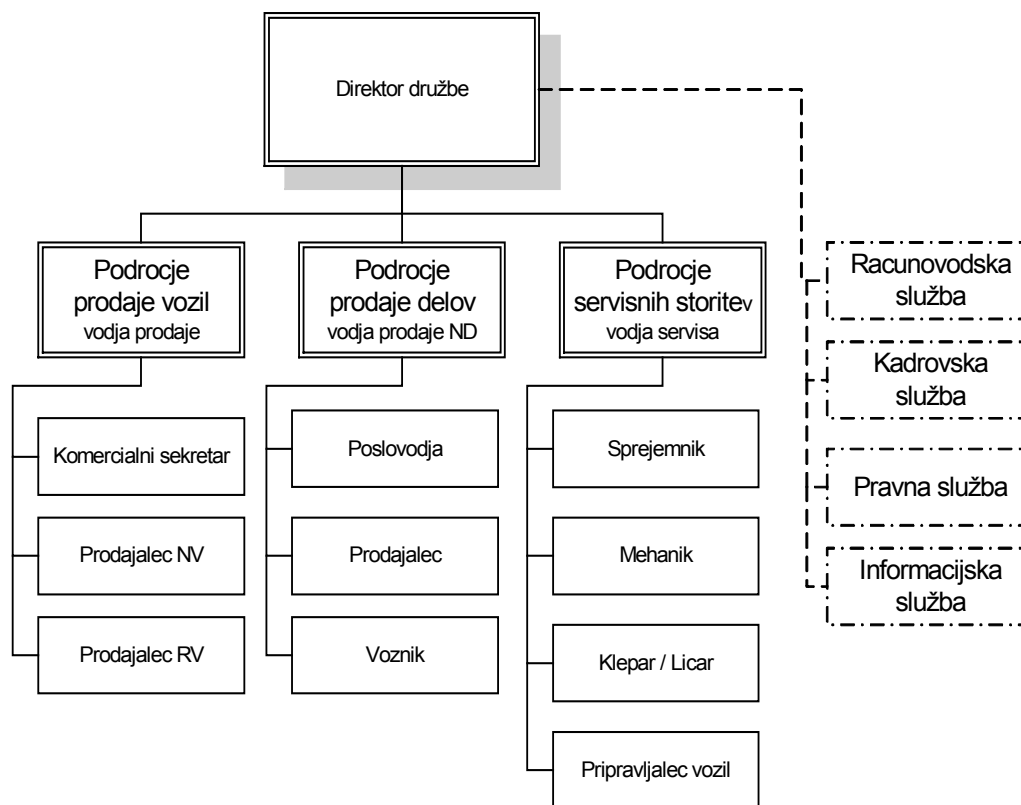 Direktor družbe
Podrocje
prodaje vozil
vodja prodaje
Komercialni sekretar
Prodajalec NV
Prodajalec RV
Podrocje
prodaje delov
vodja prodaje ND
Poslovodja
Prodajalec
Voznik
Podrocje
servisnih storitev
vodja servisa
Sprejemnik
Mehanik
Klepar / Licar
Pripravljalec vozil
Racunovodska
služba
Kadrovska
služba
Pravna služba
Informacijska
služba